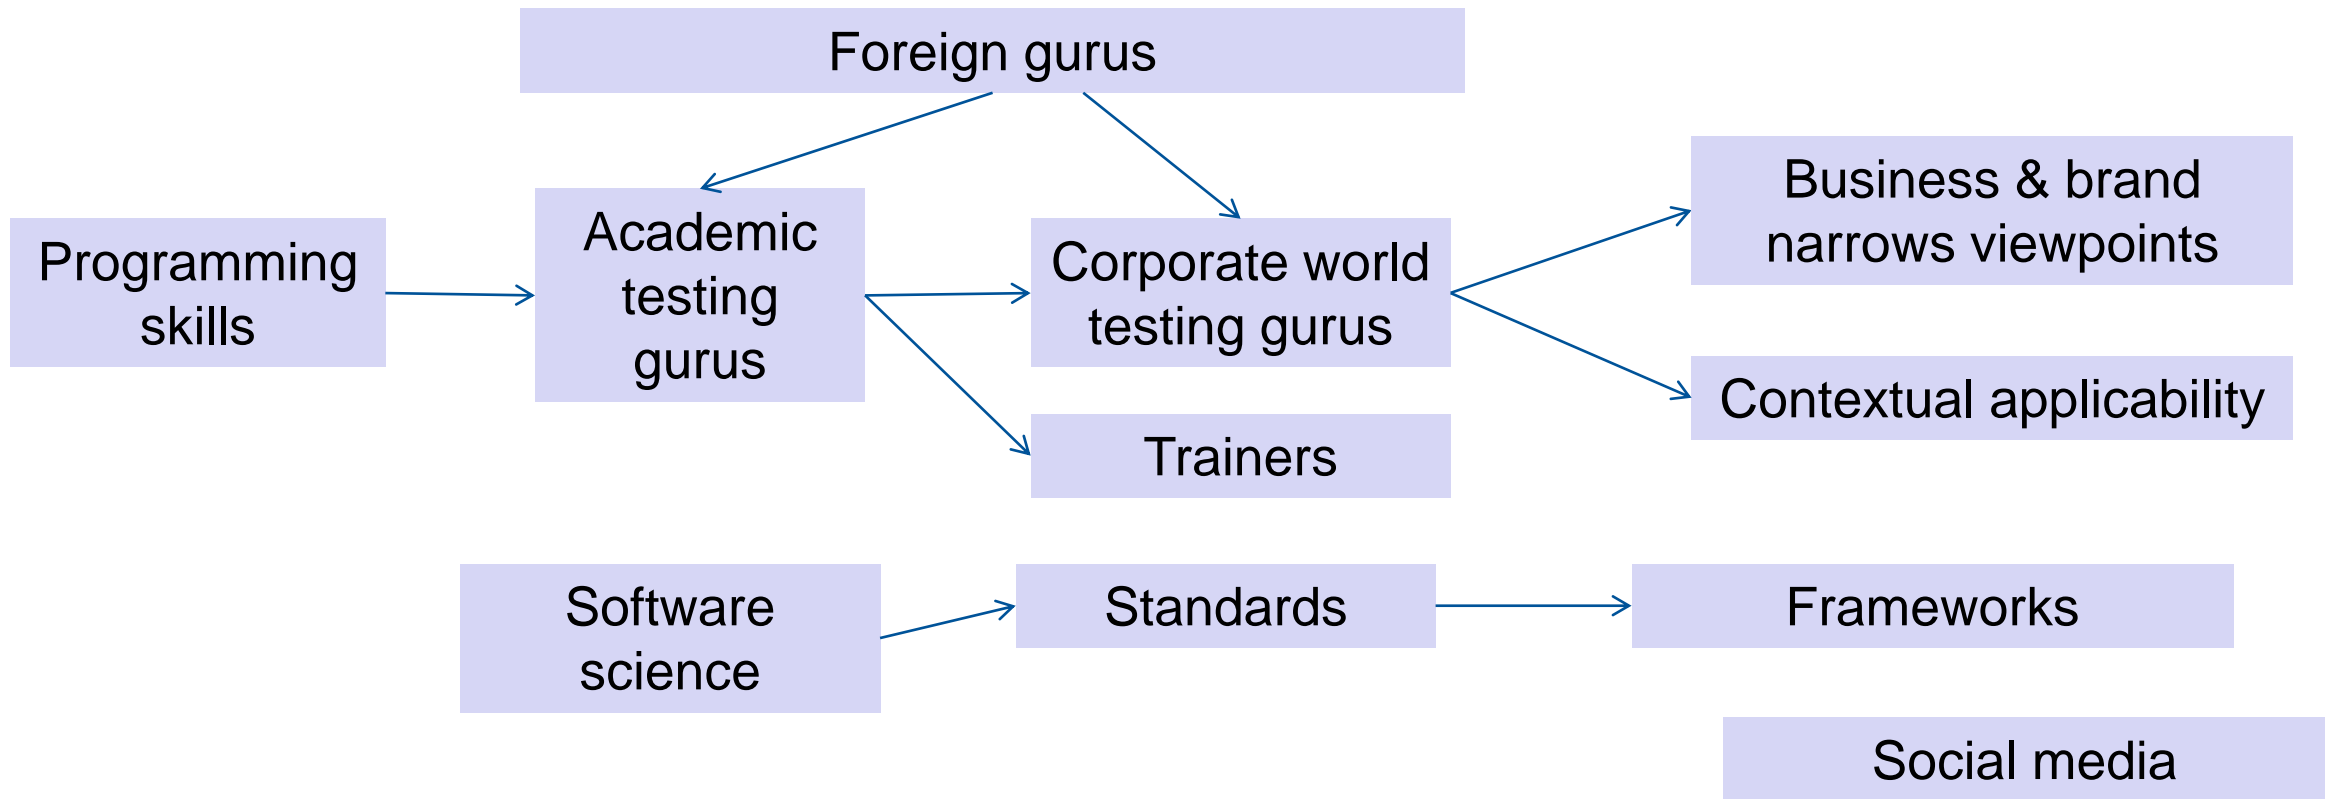 Foreign gurus
Programming
skills
Academic
testing
gurus
Corporate world
testing gurus
Business & brand
narrows viewpoints
Contextual applicability
Trainers
Software
science
Standards
Frameworks
Social media